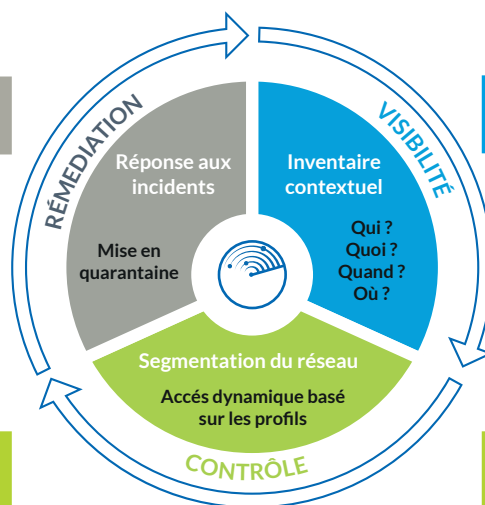 RÉMEDIATION
VISIBILITÉ
Réponse aux
incidents
Mise en
quarantaine
Inventaire
contextuel
Qui ?
Quoi ?
Quand ?
Où ?
Segmentation du réseau
Accés dynamique basé
sur les profils
CONTRÔLE